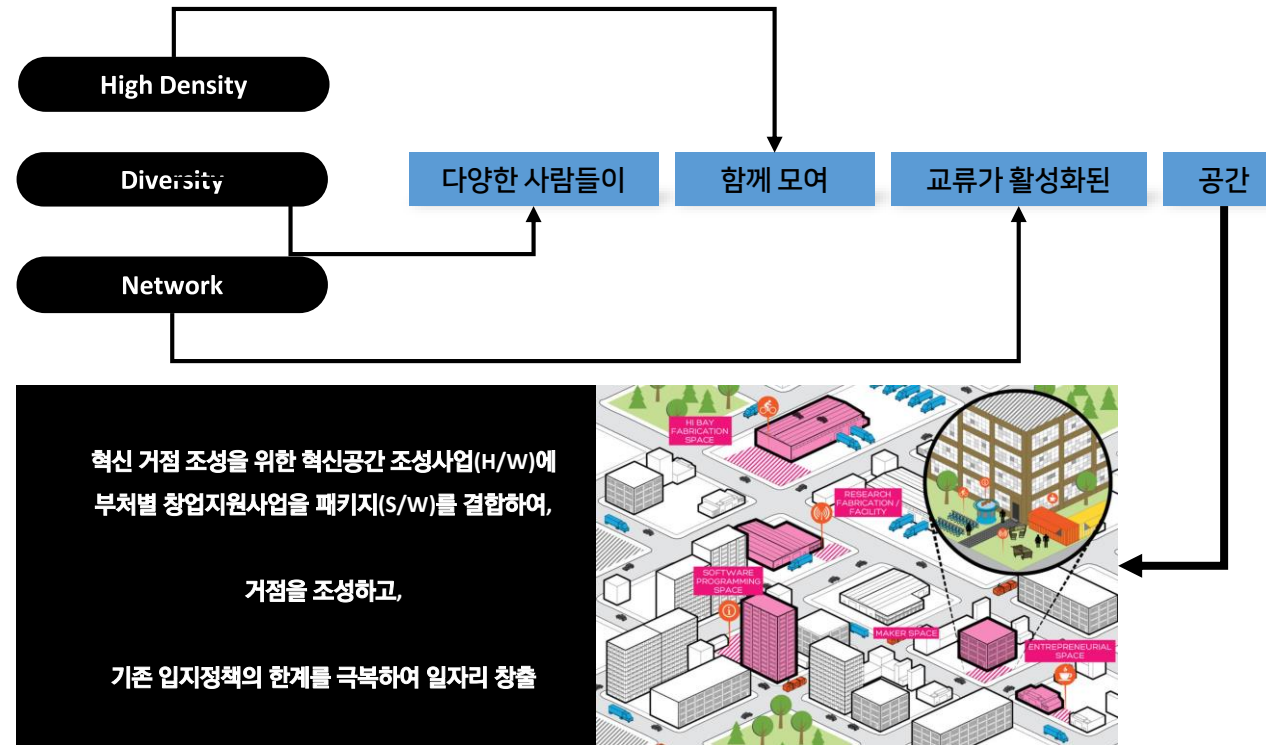 High Density
Diversity
다양한 사람들이
함께 모여
교류가 활성화된
공간
Network
혁신 거점 조성을 위한 혁신공간 조성사업(H/W)에
부처별 창업지원사업을 패키지(S/W)를 결합하여,
거점을 조성하고,
기존 입지정책의 한계를 극복하여 일자리 창출
HI BAY
FABRICATION
SPACE
RESEARCH
FABRICATION /
FACILITY
SOFTWARE
PROGRAMMING
SPACE
MAKER SPACE
ENTREPRENEURIAL
SPACE